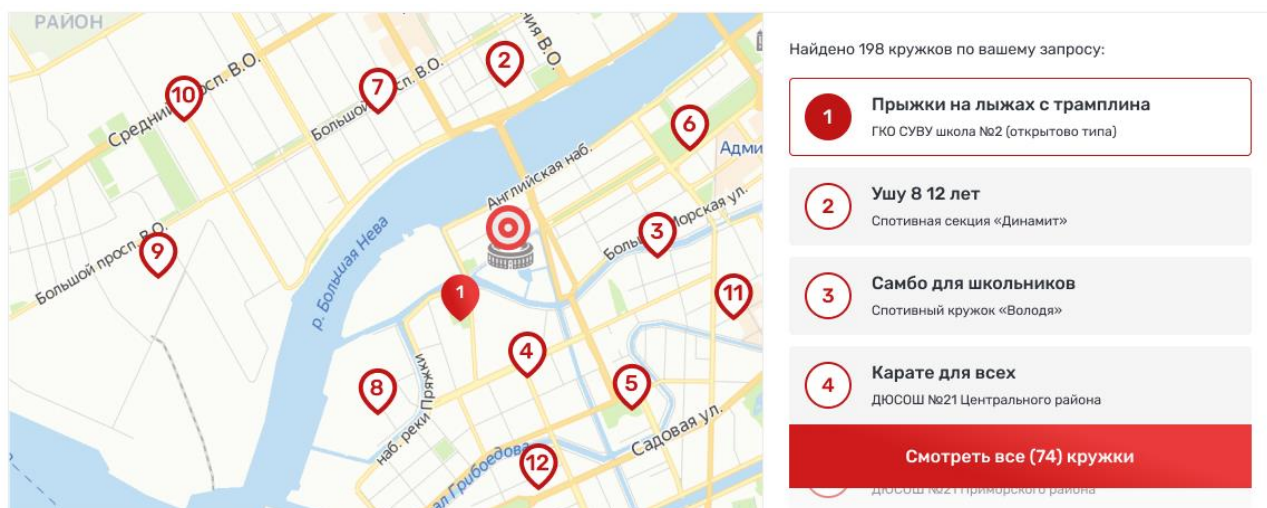 РАЙОН
ния В.О.
Средний просп. В.О.
Большой
сп. В.О.
10
7
2
6
Адми
Английская наб.
Большой просп. В.О.
9
р. Большая Нева
Боль
Морская ул.
3
1
11
4
8
5
наб. реки Пряжки
Садовая ул.
ал Грибоедова
12
Найдено 198 кружков по вашему запросу:
1
Прыжки на лыжах с трамплина
ГКО СУВУ школа №2 (открытово типа)
2
Ушу 8 12 лет
Спотивная секция «Динамит»
3
Самбо для школьников
Спотивный кружок «Володя»
4
Карате для всех
ДЮСОШ №21 Центрального района
Смотреть все (74) кружки
ДЮСОШ №21 Приморского района